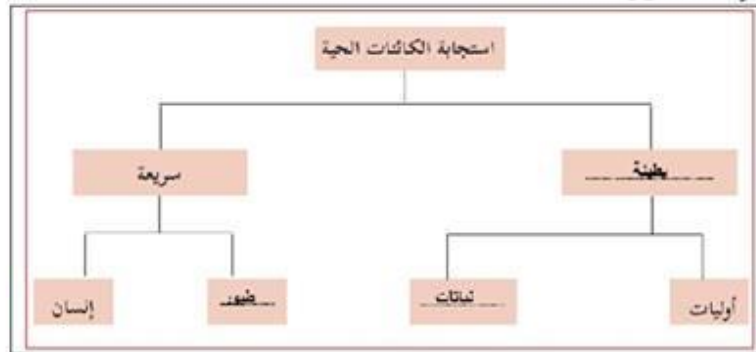 استجابة الكائنات الحية
بطيئة
سريعة
أوليات
نباتات
طيور
إنسان